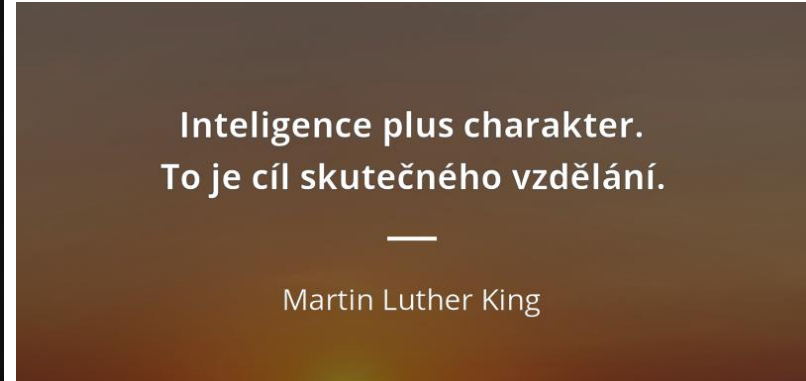 Inteligence plus charakter.
To je cíl skutečného vzdělání.
Martin Luther King